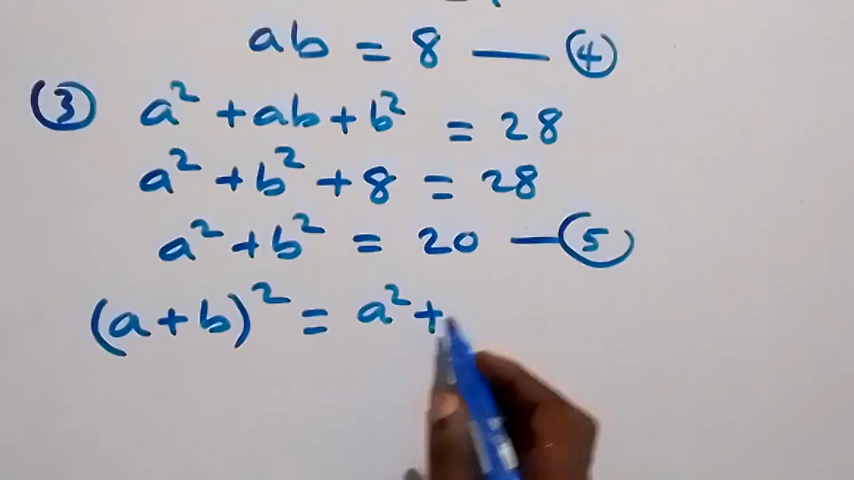 ab = 8 — ④
③ a² + ab + b² = 28
a² + b² + 8 = 28
a² + b² = 20 — ⑤
(a + b)² = a² +